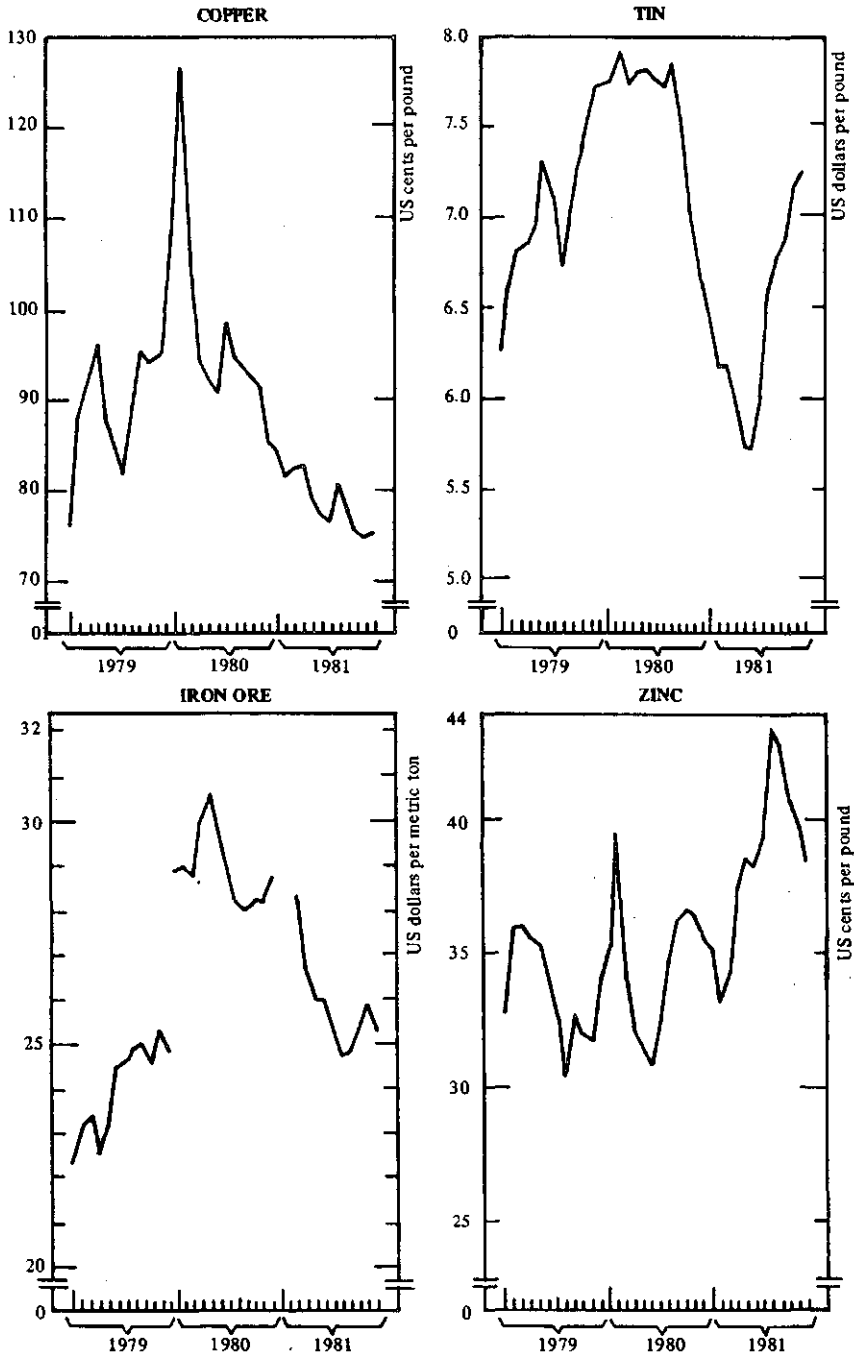 COPPER
130
120
110
100
90
80
70
0
US cents per pound
1979 1980 1981
TIN
8.0
7.5
7.0
6.5
6.0
5.5
5.0
0
US dollars per pound
1979 1980 1981
IRON ORE
32
30
25
20
0
US dollars per metric ton
1979 1980 1981
ZINC
44
40
35
30
25
0
US cents per pound
1979 1980 1981